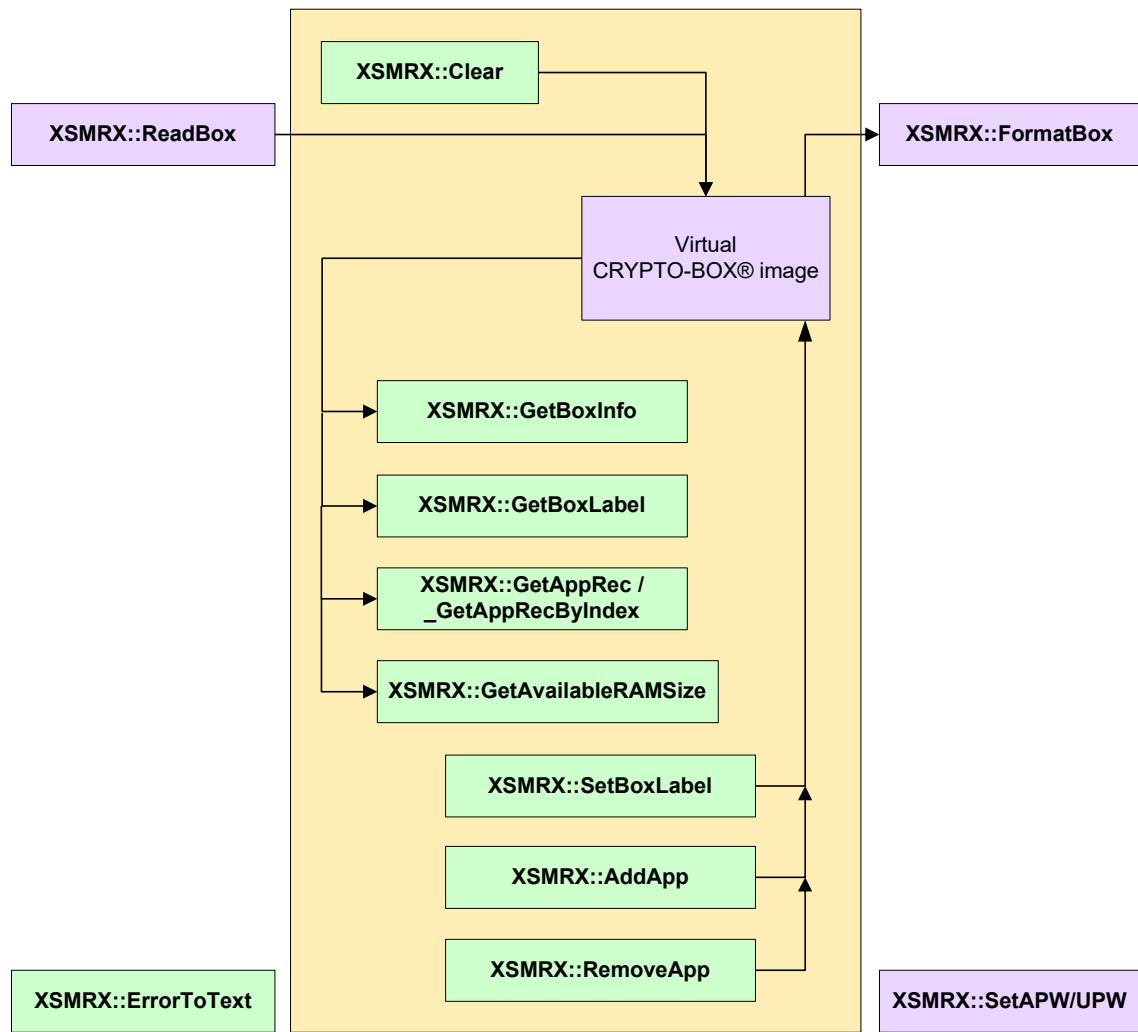 XSMRX::Clear
XSMRX::ReadBox
XSMRX::FormatBox
Virtual
CRYPTO-BOX® image
XSMRX::GetBoxInfo
XSMRX::GetBoxLabel
XSMRX::GetAppRec /
_GetAppRecByIndex
XSMRX::GetAvailableRAMSize
XSMRX::SetBoxLabel
XSMRX::AddApp
XSMRX::RemoveApp
XSMRX::ErrorToText
XSMRX::SetAPW/UPW